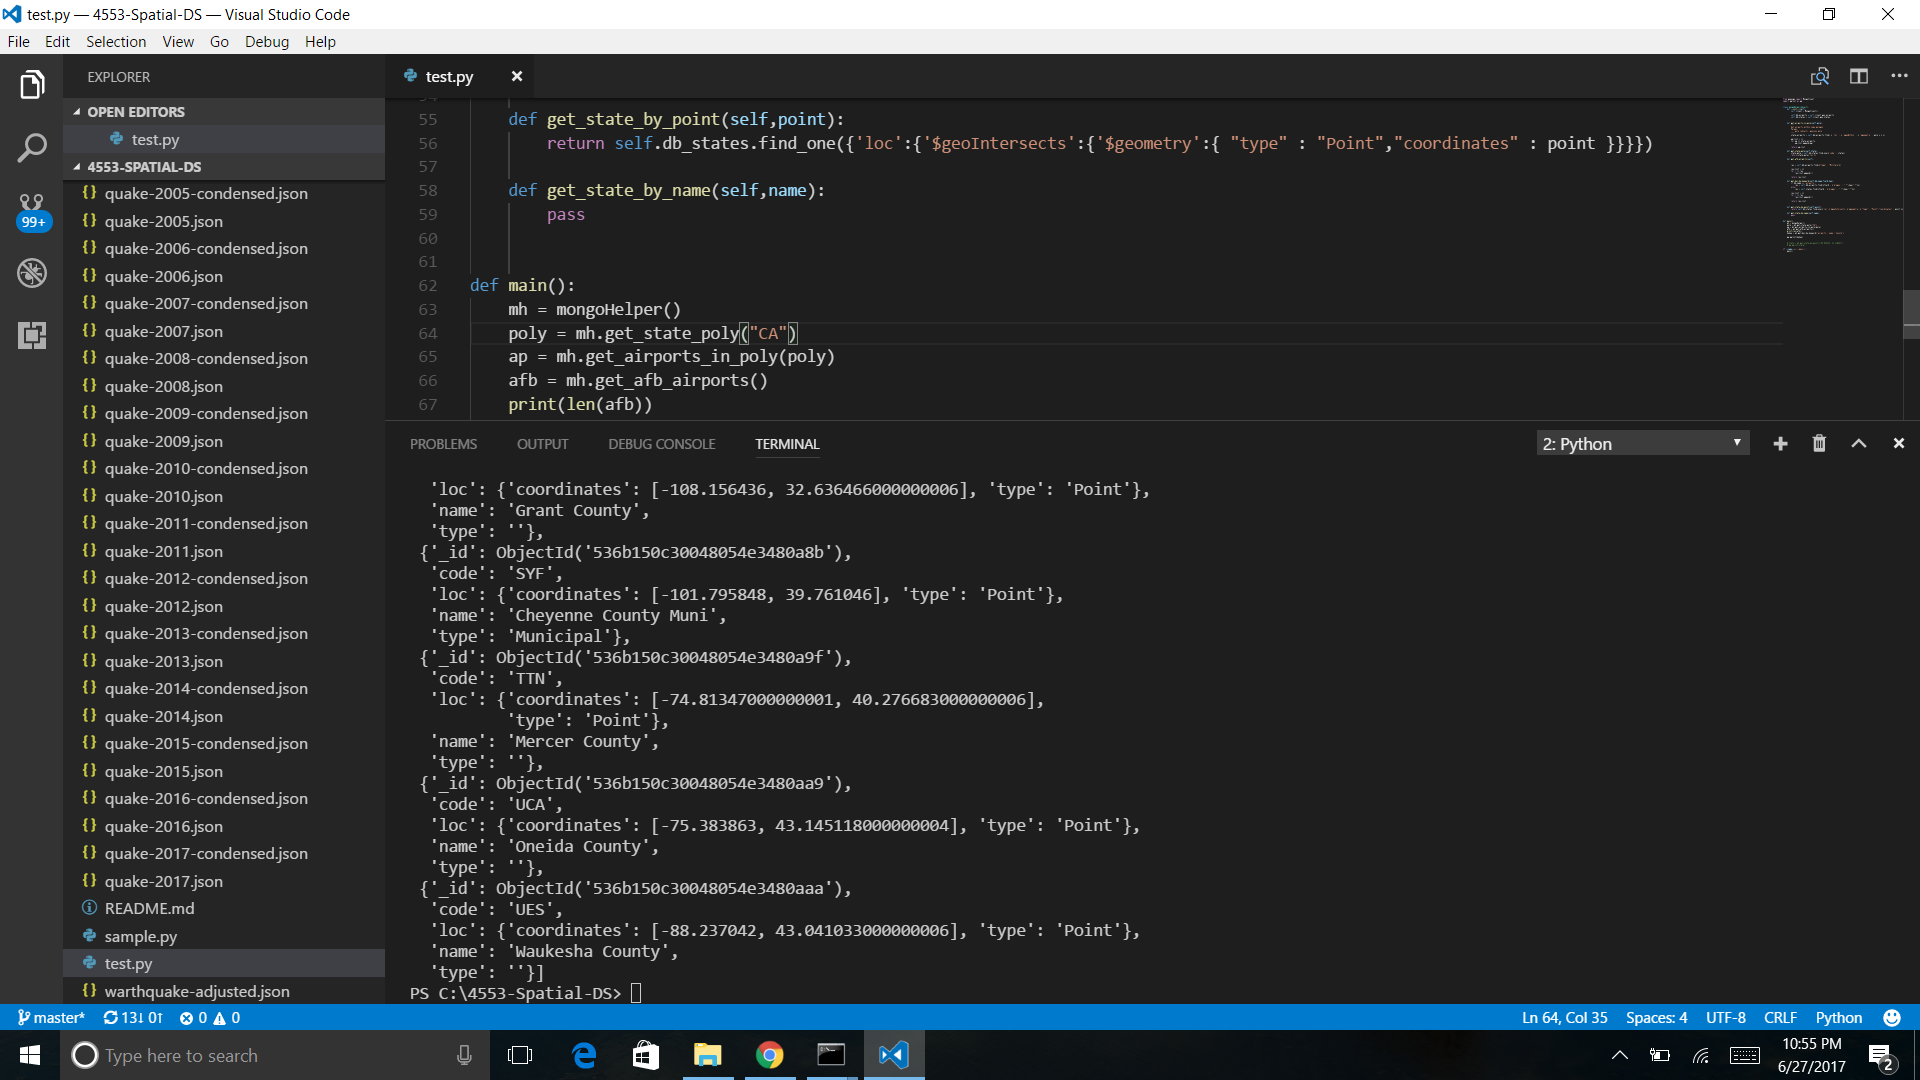 test.py — 4553-Spatial-DS — Visual Studio Code
File Edit Selection View Go Debug Help
EXPLORER
OPEN EDITORS
test.py
4553-SPATIAL-DS
quake-2005-condensed.json
quake-2005.json
quake-2006-condensed.json
quake-2006.json
quake-2007-condensed.json
quake-2007.json
quake-2008-condensed.json
quake-2008.json
quake-2009-condensed.json
quake-2009.json
quake-2010-condensed.json
quake-2010.json
quake-2011-condensed.json
quake-2011.json
quake-2012-condensed.json
quake-2012.json
quake-2013-condensed.json
quake-2013.json
quake-2014-condensed.json
quake-2014.json
quake-2015-condensed.json
quake-2015.json
quake-2016-condensed.json
quake-2016.json
quake-2017-condensed.json
quake-2017.json
README.md
sample.py
test.py
warthquake-adjusted.json
99+
test.py
55 def get_state_by_point(self,point):
56 return self.db_states.find_one({'loc':{'$geoIntersects':{'$geometry':{ "type" : "Point","coordinates" : point }}}})
57
58 def get_state_by_name(self,name):
59 pass
60
61
62 def main():
63 mh = mongoHelper()
64 poly = mh.get_state_poly("CA")
65 ap = mh.get_airports_in_poly(poly)
66 afb = mh.get_afb_airports()
67 print(len(afb))
PROBLEMS OUTPUT DEBUG CONSOLE TERMINAL 2: Python
'loc': {'coordinates': [-108.156436, 32.636466000000006], 'type': 'Point'},
'name': 'Grant County',
'type': ''},
{'_id': ObjectId('536b150c30048054e3480a8b'),
'code': 'SYF',
'loc': {'coordinates': [-101.795848, 39.761046], 'type': 'Point'},
'name': 'Cheyenne County Muni',
'type': 'Municipal'},
{'_id': ObjectId('536b150c30048054e3480a9f'),
'code': 'TTN',
'loc': {'coordinates': [-74.81347000000001, 40.276683000000006],
'type': 'Point'},
'name': 'Mercer County',
'type': ''},
{'_id': ObjectId('536b150c30048054e3480aa9'),
'code': 'UCA',
'loc': {'coordinates': [-75.383863, 43.145118000000004], 'type': 'Point'},
'name': 'Oneida County',
'type': ''},
{'_id': ObjectId('536b150c30048054e3480aaa'),
'code': 'UES',
'loc': {'coordinates': [-88.237042, 43.041033000000006], 'type': 'Point'},
'name': 'Waukesha County',
'type': ''}]
PS C:\4553-Spatial-DS>
master* 13↓ 0↑ 0 0 Ln 64, Col 35 Spaces: 4 UTF-8 CRLF Python
Type here to search
10:55 PM
6/27/2017
2